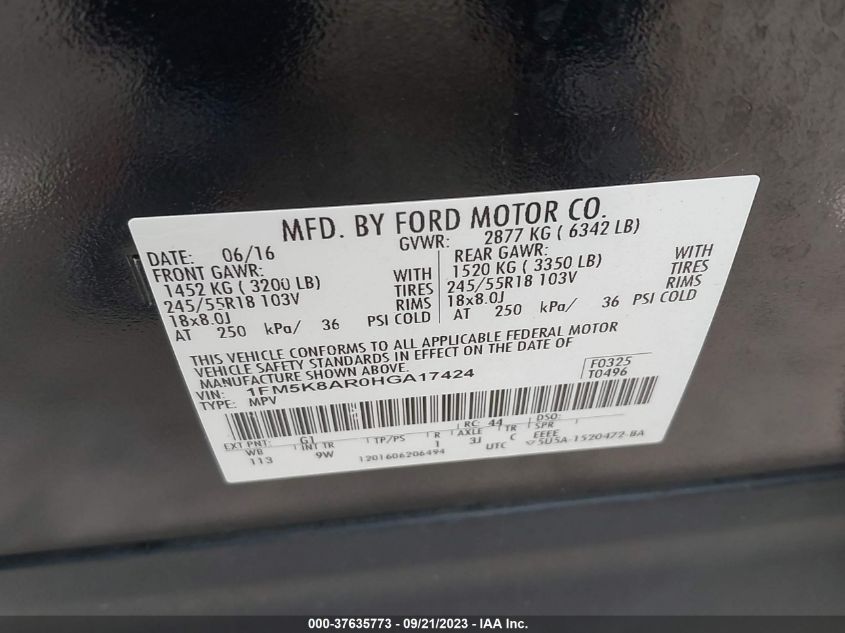 MFD. BY FORD MOTOR CO.
DATE: 06/16 GVWR: 2877 KG ( 6342 LB)
FRONT GAWR: REAR GAWR:
1452 KG ( 3200 LB) WITH 1520 KG ( 3350 LB) WITH
245/55R18 103V TIRES 245/55R18 103V TIRES
18x8.0J RIMS 18x8.0J RIMS
AT 250 kPa/ 36 PSI COLD AT 250 kPa/ 36 PSI COLD
THIS VEHICLE CONFORMS TO ALL APPLICABLE FEDERAL MOTOR
VEHICLE SAFETY STANDARDS IN EFFECT ON THE DATE OF
MANUFACTURE SHOWN ABOVE. F0325
VIN: 1FM5K8AR0HGA17424 T0496
TYPE: MPV
EXT PNT: G1 RC: 44 DSO:
WB INT TR TP/PS R AXLE TR SPR
113 9W 1 3J C EEEE
1201606206494 UTC 5U5A-1520472-BA
000-37635773 - 09/21/2023 - IAA Inc.